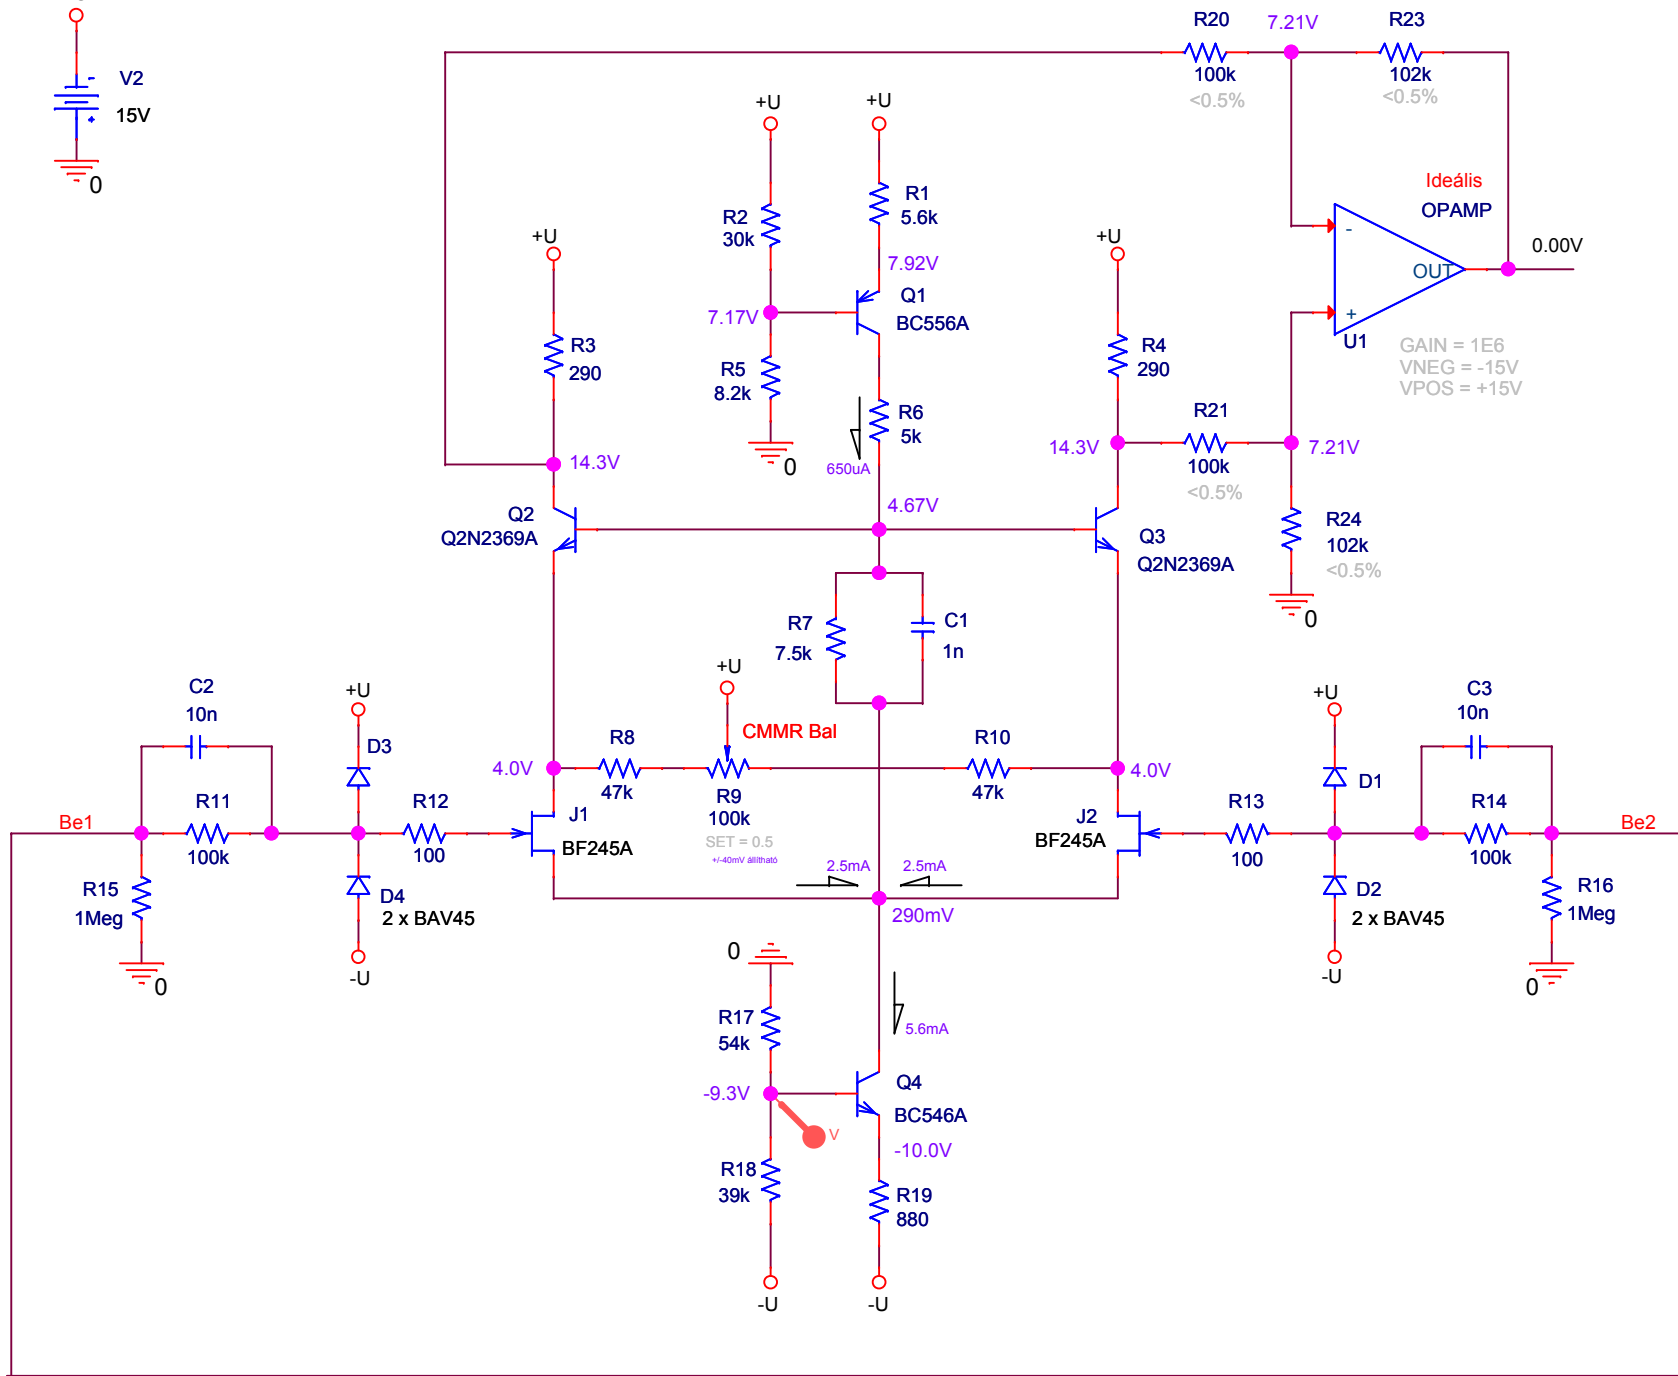 V2
15V
0
R20
100k
<0.5%
7.21V
R23
102k
<0.5%
+U
+U
R2
30k
R1
5.6k
7.92V
Q1
BC556A
7.17V
R5
8.2k
0
R6
5k
650uA
4.67V
+U
R3
290
14.3V
Q2
Q2N2369A
+U
R4
290
14.3V
R21
100k
<0.5%
7.21V
Q3
Q2N2369A
R24
102k
<0.5%
0
Ideális
OPAMP
-
OUT
+
U1
0.00V
GAIN = 1E6
VNEG = -15V
VPOS = +15V
R7
7.5k
C1
1n
+U
CMMR Bal
4.0V
R8
47k
R9
100k
SET = 0.5
+/-40mV állítható
R10
47k
4.0V
C2
10n
Be1
R11
100k
R15
1Meg
0
+U
D3
R12
100
D4
2 x BAV45
-U
J1
BF245A
2.5mA
2.5mA
290mV
J2
BF245A
R13
100
+U
D1
D2
2 x BAV45
-U
C3
10n
R14
100k
Be2
R16
1Meg
0
0
R17
54k
-9.3V
V
5.6mA
Q4
BC546A
-10.0V
R18
39k
R19
880
-U
-U